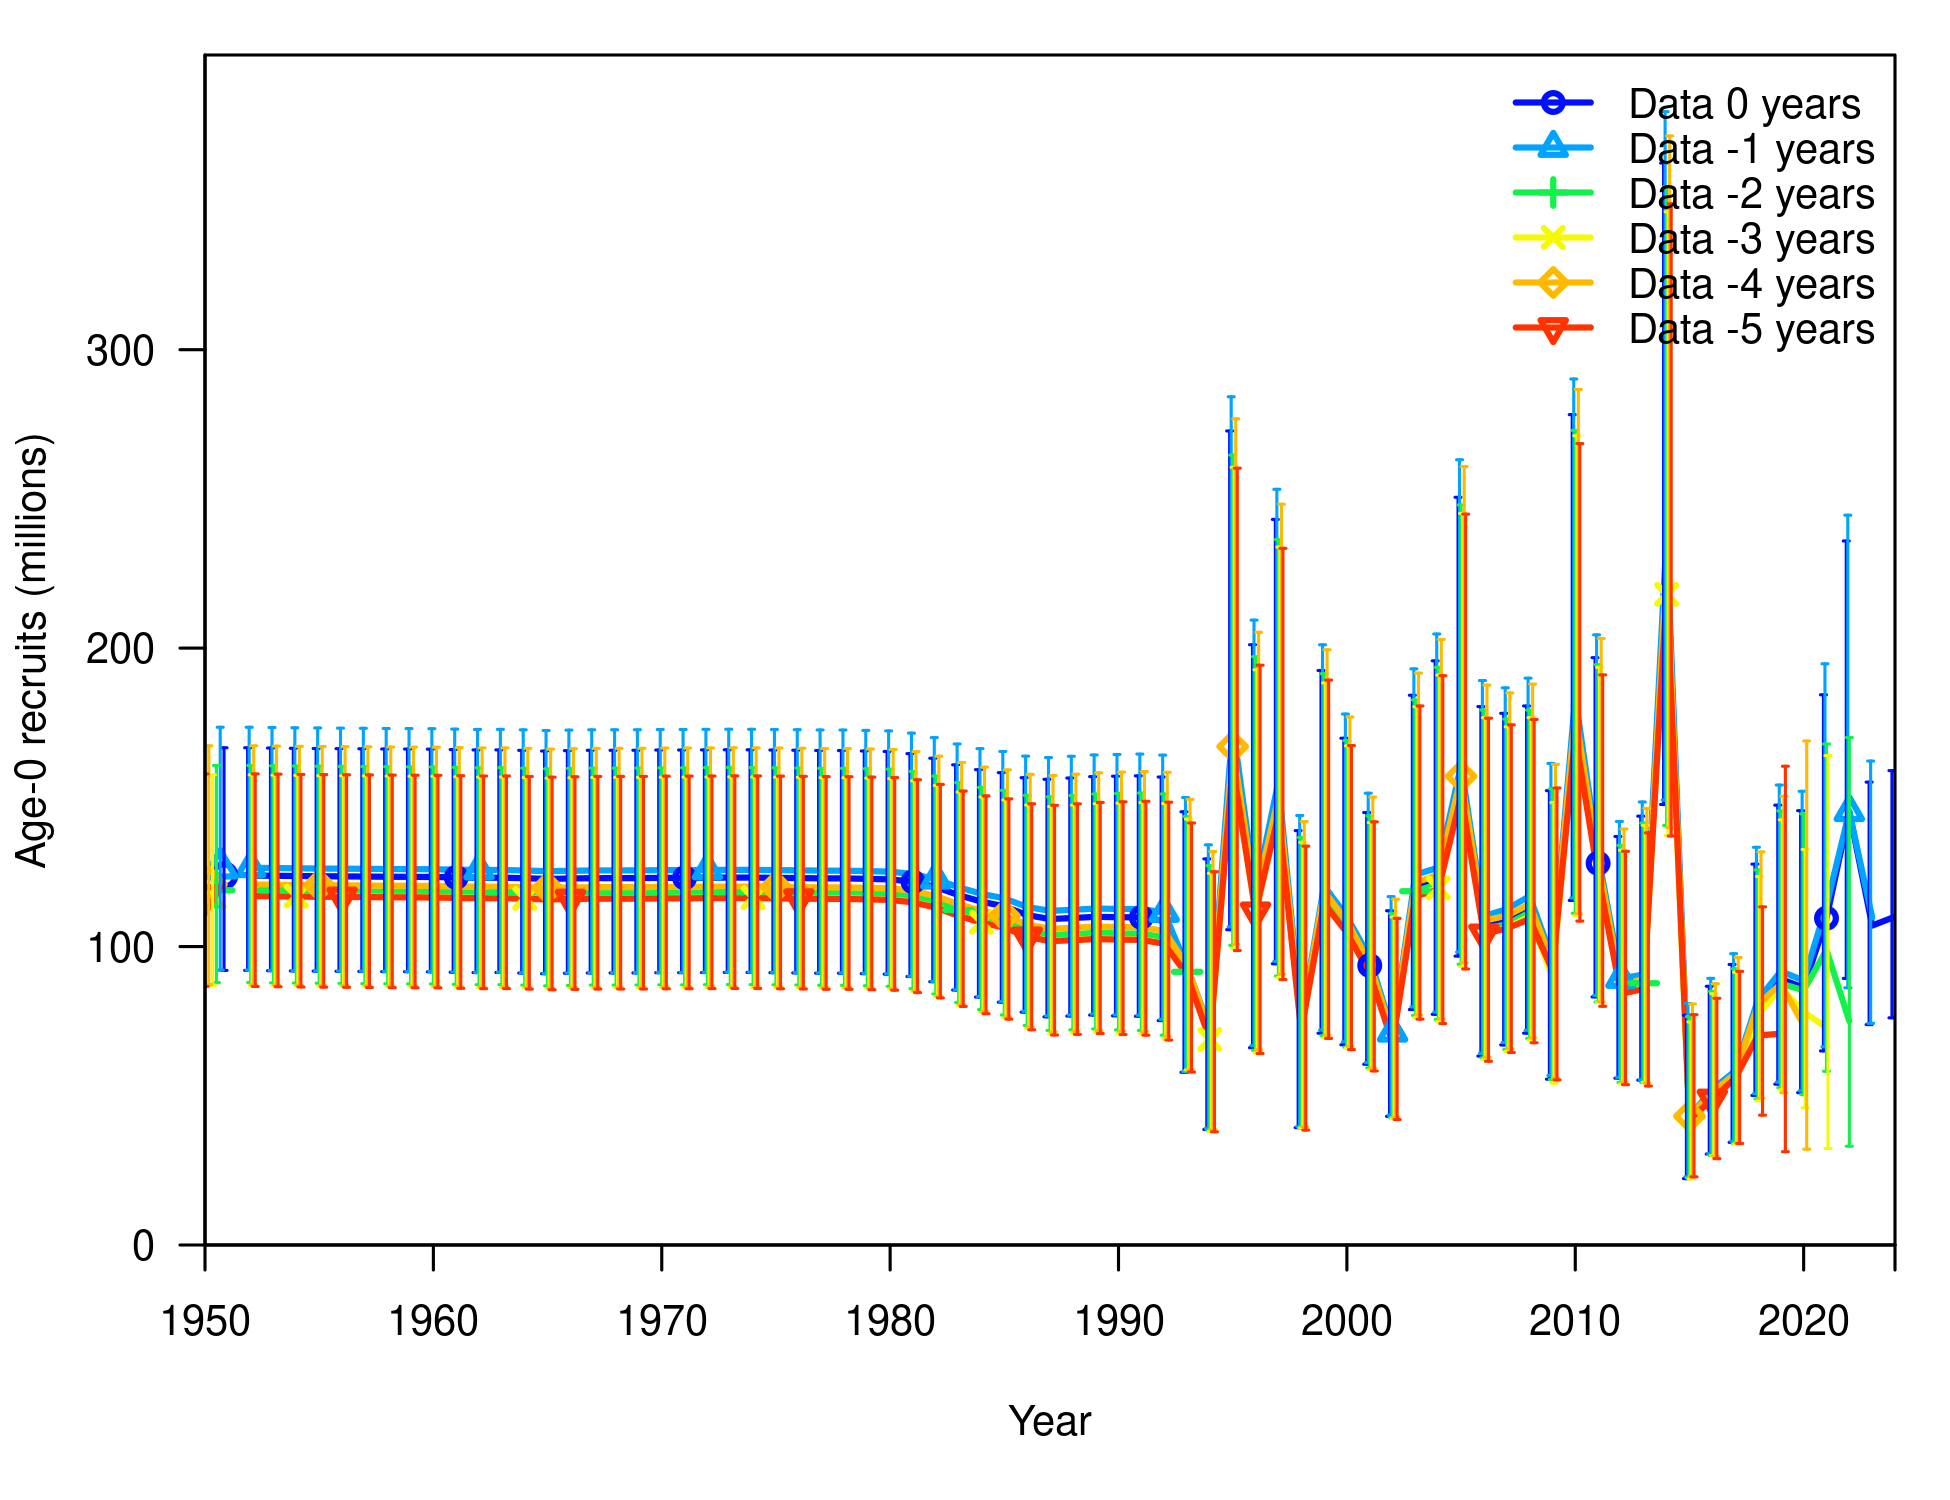 Data 0 years
Data -1 years
Data -2 years
Data -3 years
Data -4 years
Data -5 years
Age-0 recruits (millions)
300
200
100
0
1950 1960 1970 1980 1990 2000 2010 2020
Year